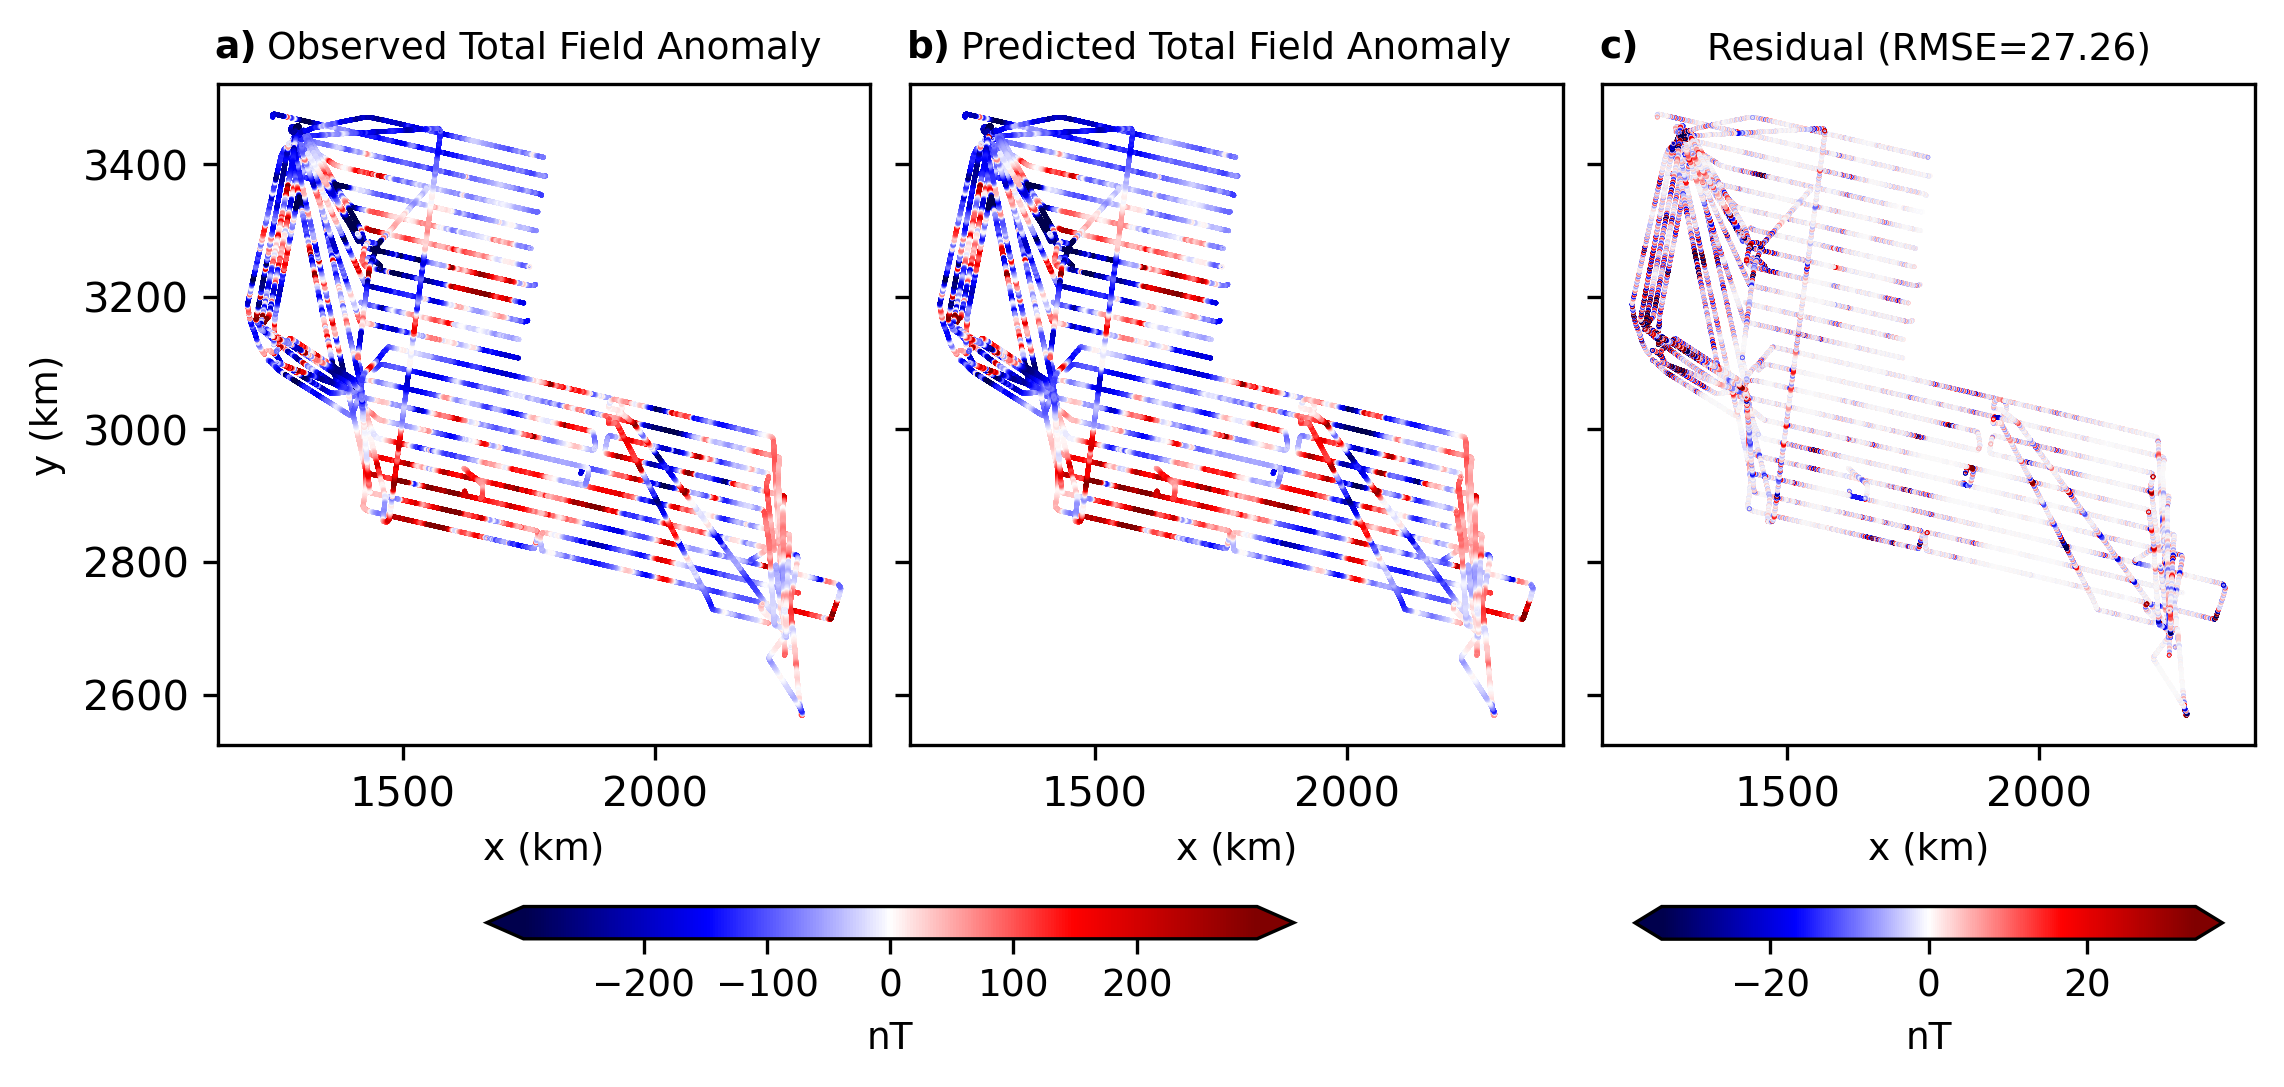 a) Observed Total Field Anomaly
b) Predicted Total Field Anomaly
c) Residual (RMSE=27.26)
y (km)
3400
3200
3000
2800
2600
1500 2000
1500 2000
1500 2000
x (km)
x (km)
x (km)
−200 −100 0 100 200
nT
−20 0 20
nT